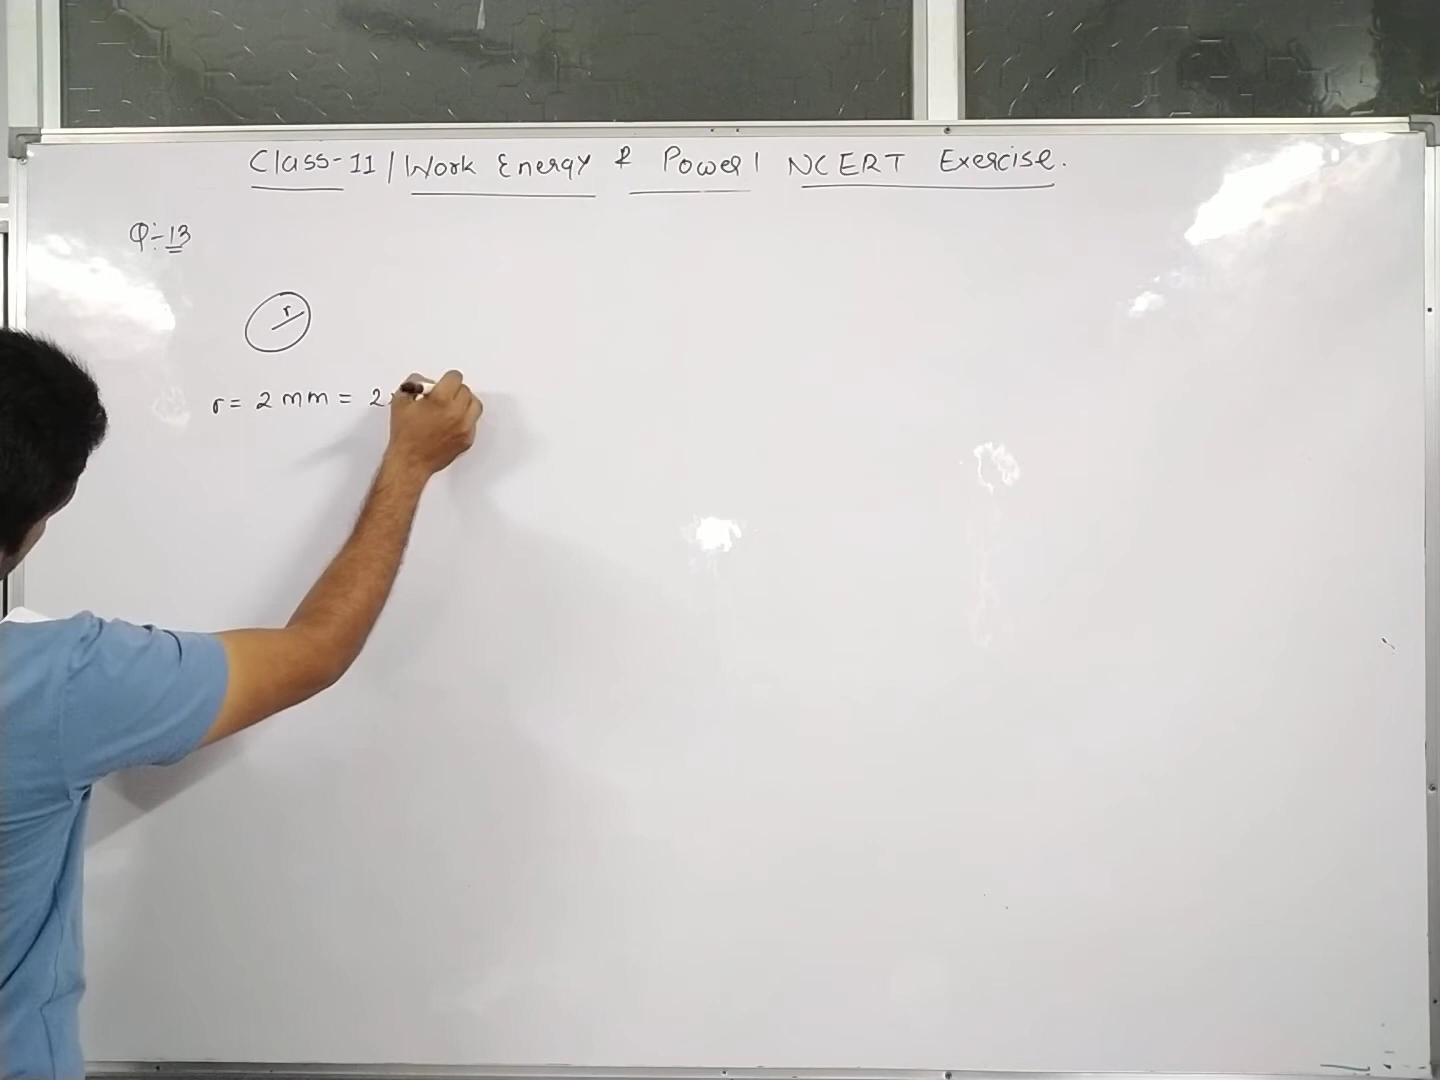 Class-11 / Work Energy & Power | NCERT Exercise.
Q:-13
r
r = 2 mm = 2